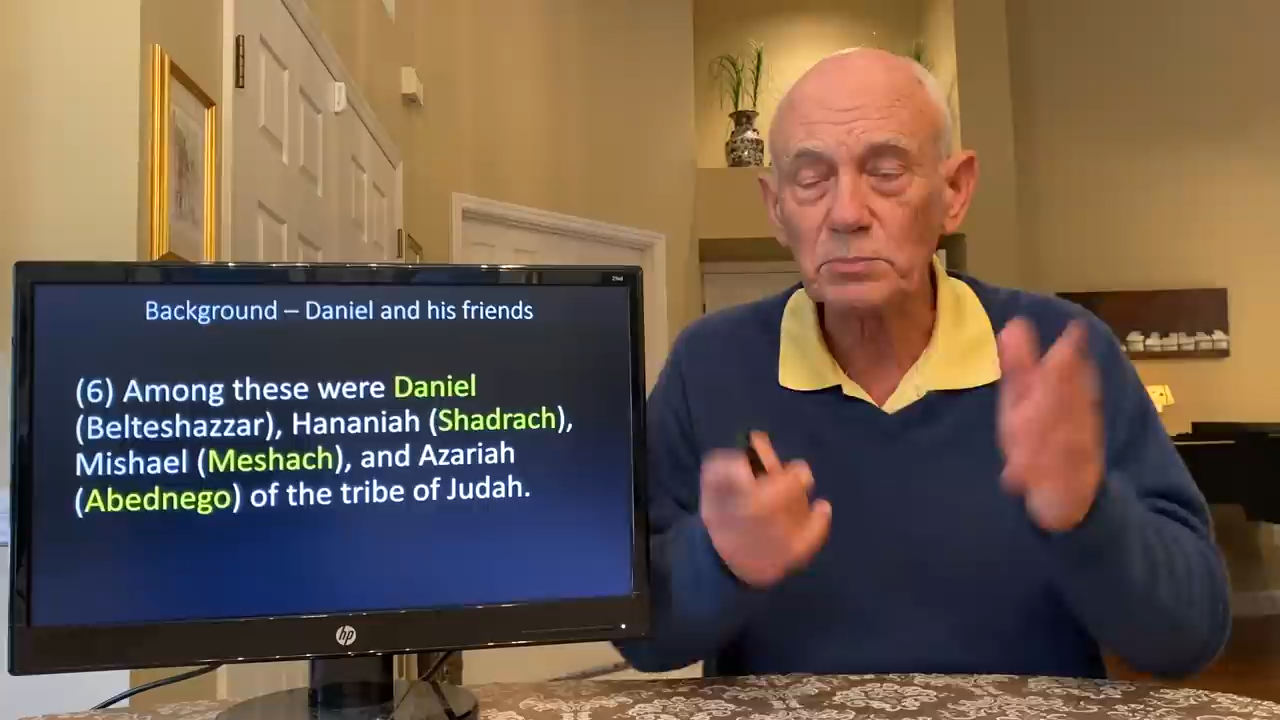 Background – Daniel and his friends
(6) Among these were Daniel
(Belteshazzar), Hananiah (Shadrach),
Mishael (Meshach), and Azariah
(Abednego) of the tribe of Judah.
hp